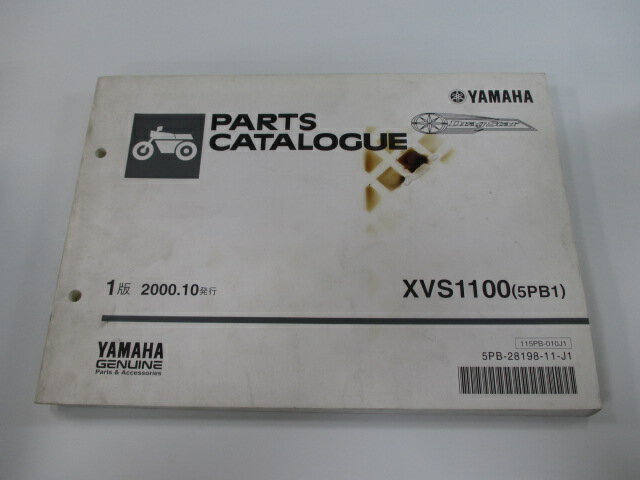 YAMAHA
DragStar
PARTS
CATALOGUE
1版 2000.10発行
XVS1100(5PB1)
115PB-010J1
5PB-28198-11-J1
YAMAHA
GENUINE
Parts & Accessories